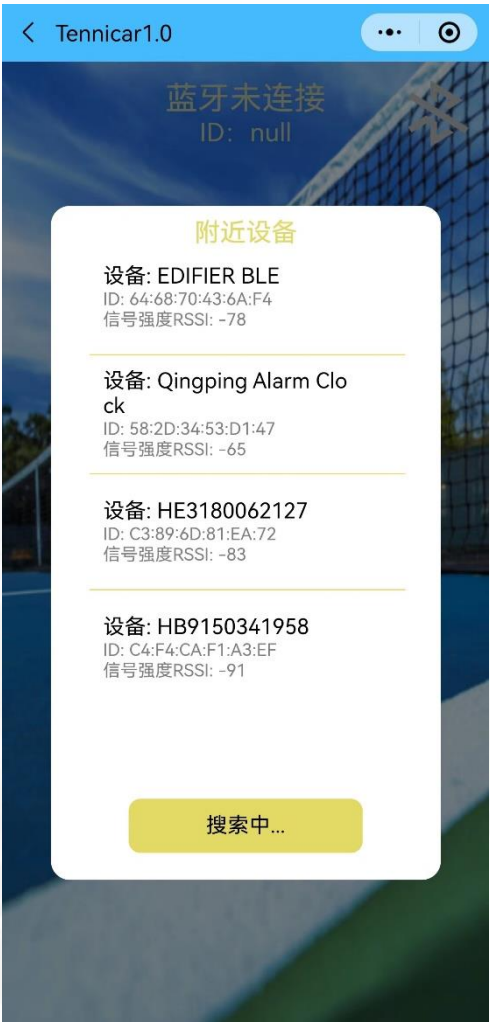 Tennicar1.0
蓝牙未连接
ID: null
附近设备
设备: EDIFIER BLE
ID: 64:68:70:43:6A:F4
信号强度RSSI: -78
设备: Qingping Alarm Clo
ck
ID: 58:2D:34:53:D1:47
信号强度RSSI: -65
设备: HE3180062127
ID: C3:89:6D:81:EA:72
信号强度RSSI: -83
设备: HB9150341958
ID: C4:F4:CA:F1:A3:EF
信号强度RSSI: -91
搜索中...